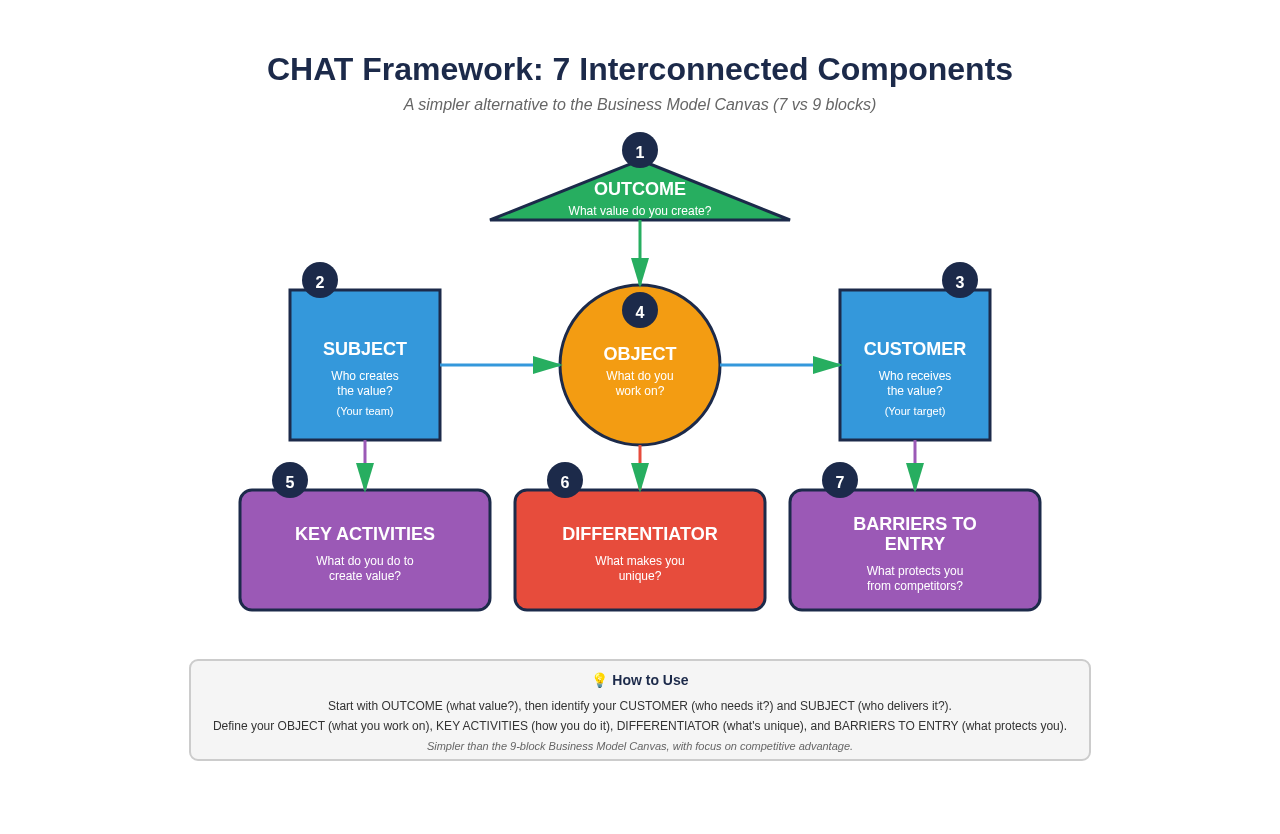 CHAT Framework: 7 Interconnected Components
A simpler alternative to the Business Model Canvas (7 vs 9 blocks)
1
OUTCOME
What value do you create?
2
SUBJECT
Who creates
the value?
(Your team)
4
OBJECT
What do you
work on?
3
CUSTOMER
Who receives
the value?
(Your target)
5
KEY ACTIVITIES
What do you do to
create value?
6
DIFFERENTIATOR
What makes you
unique?
7
BARRIERS TO
ENTRY
What protects you
from competitors?
💡 How to Use
Start with OUTCOME (what value?), then identify your CUSTOMER (who needs it?) and SUBJECT (who delivers it?).
Define your OBJECT (what you work on), KEY ACTIVITIES (how you do it), DIFFERENTIATOR (what's unique), and BARRIERS TO ENTRY (what protects you).
Simpler than the 9-block Business Model Canvas, with focus on competitive advantage.